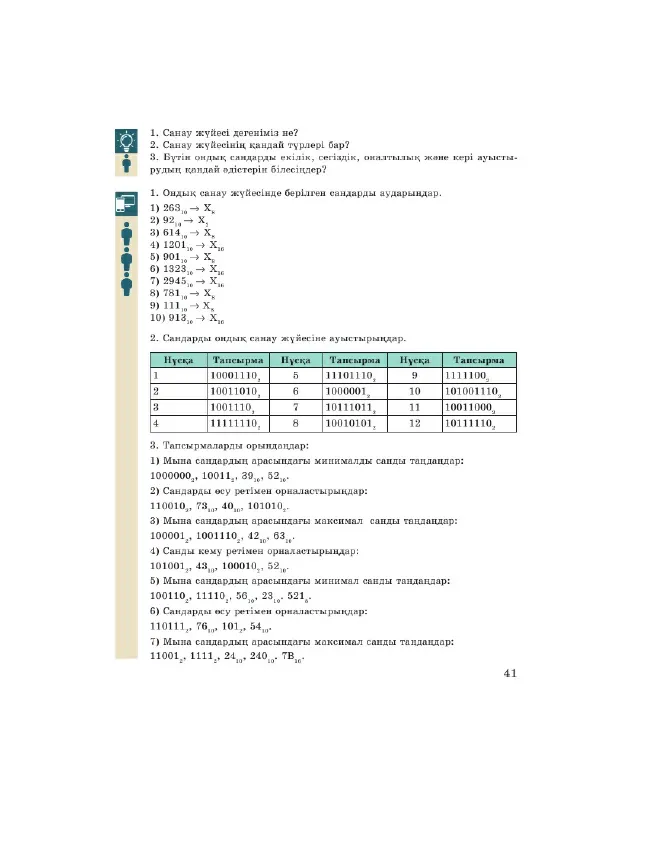 1. Санау жүйесі дегеніміз не?
2. Санау жүйесінің қандай түрлері бар?
3. Бүтін ондық сандарды екілік, сегіздік, оналтылық және кері ауысты-
рудың қандай әдістерін білесіңдер?
1. Ондық санау жүйесінде берілген сандарды аударыңдар.
1) 263₁₀ → X₈
2) 92₁₀ → X₂
3) 614₁₀ → X₈
4) 1201₁₀ → X₁₆
5) 901₁₀ → X₈
6) 1323₁₀ → X₁₆
7) 2945₁₀ → X₁₆
8) 781₁₀ → X₈
9) 111₁₀ → X₈
10) 913₁₀ → X₁₆
2. Сандарды ондық санау жүйесіне ауыстырыңдар.
Нұсқа Тапсырма Нұсқа Тапсырма Нұсқа Тапсырма
1 10001110₂ 5 11101110₂ 9 1111100₂
2 10011010₂ 6 1000001₂ 10 101001110₂
3 1001110₂ 7 10111011₂ 11 10011000₂
4 11111110₂ 8 10010101₂ 12 10111110₂
3. Тапсырмаларды орындаңдар:
1) Мына сандардың арасындағы минималды санды таңдаңдар:
1000000₂, 10011₂, 39₁₀, 52₁₀.
2) Сандарды өсу ретімен орналастырыңдар:
110010₂, 73₁₀, 40₁₀, 101010₂.
3) Мына сандардың арасындағы максимал санды таңдаңдар:
100001₂, 1001110₂, 42₁₀, 63₁₀.
4) Санды кему ретімен орналастырыңдар:
101001₂, 43₁₀, 100010₂, 52₁₀.
5) Мына сандардың арасындағы минимал санды таңдаңдар:
100110₂, 11110₂, 56₁₀, 23₁₀. 521₈.
6) Сандарды өсу ретімен орналастырыңдар:
110111₂, 76₁₀, 101₂, 54₁₀.
7) Мына сандардың арасындағы максимал санды таңдаңдар:
11001₂, 1111₂, 24₁₀, 240₁₀. 7B₁₆.
41